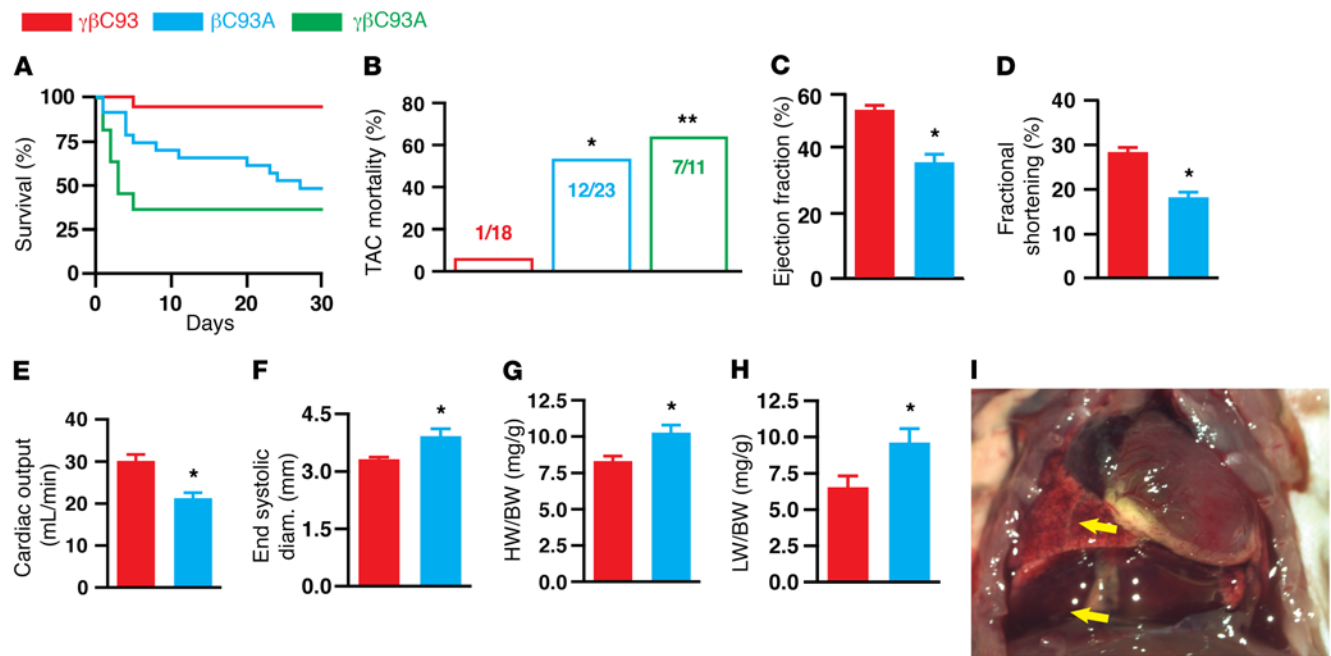 γβC93 βC93A γβC93A
A
Survival (%)
100
75
50
25
0
0 10 20 30
Days
B
TAC mortality (%)
80
60
40
20
0
1/18
*
12/23
**
7/11
C
Ejection fraction (%)
60
40
20
0
*
D
Fractional
shortening (%)
40
30
20
10
0
*
E
Cardiac output
(mL/min)
40
30
20
10
0
*
F
End systolic
diam. (mm)
4.5
3.0
1.5
0.0
*
G
HW/BW (mg/g)
12.5
10.0
7.5
5.0
2.5
0.0
*
H
LW/BW (mg/g)
12.5
10.0
7.5
5.0
2.5
0.0
*
I